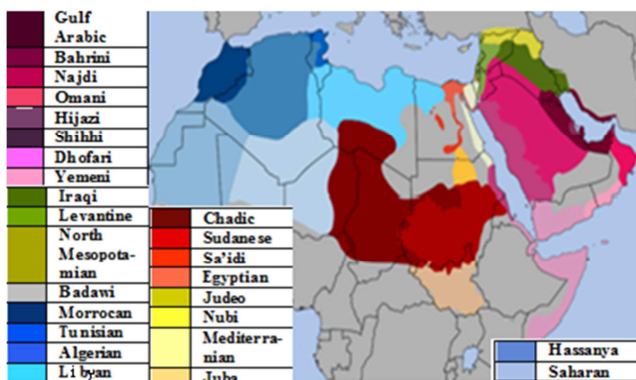 Gulf
Arabic
Bahrini
Najdi
Omani
Hijazi
Shihhi
Dhofari
Yemeni
Iraqi
Levantine
North
Mesopota-
mian
Badawi
Morrocan
Tunisian
Algerian
Libyan
Chadic
Sudanese
Sa'idi
Egyptian
Judeo
Nubi
Mediterra-
nian
Juba
Hassanya
Saharan